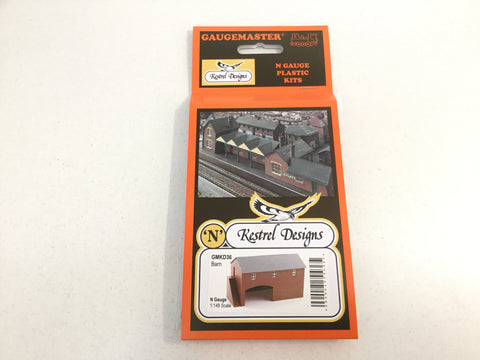 GAUGEMASTER®
Kestrel Designs
N GAUGE
PLASTIC
KITS
'N'
Kestrel Designs
GMKD36
Barn
N Gauge
1:148 Scale